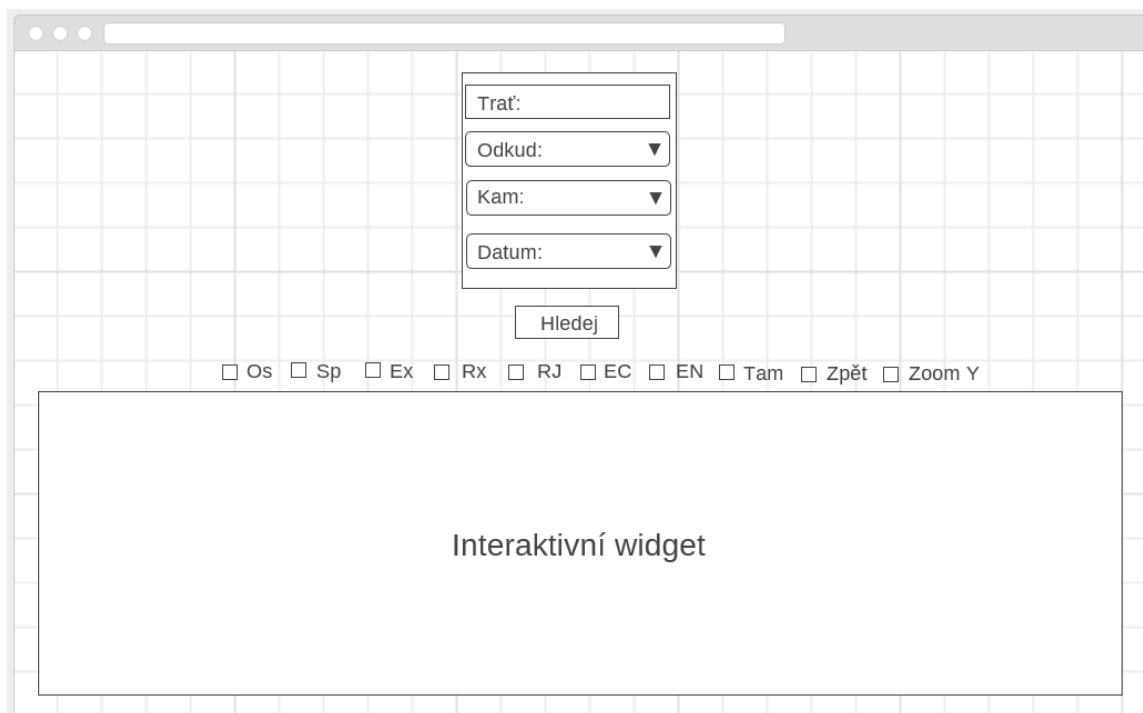 Trať:
Odkud:
Kam:
Datum:
Hledej
Os Sp Ex Rx RJ EC EN Tam Zpět Zoom Y
Interaktivní widget